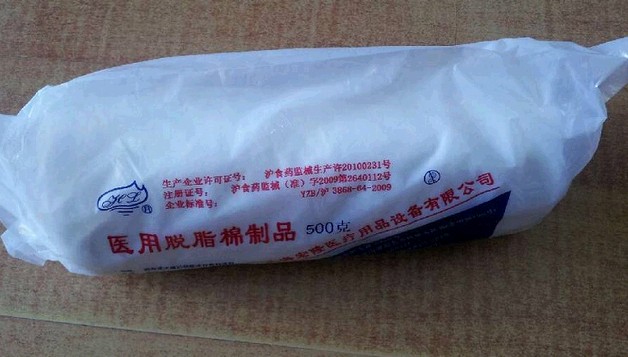 生产企业许可证号： 沪食药监械生产许20100231号
注册证号： 沪食药监械（准）字2009第2640112号
企业标准号： YZB/沪 3868-64-2009
医用脱脂棉制品 500克
隆医疗用品设备有限公司